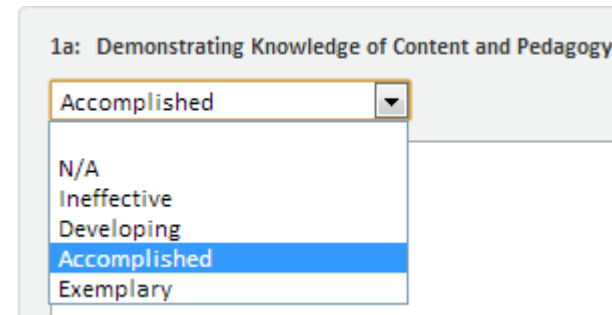 1a: Demonstrating Knowledge of Content and Pedagogy
Accomplished
N/A
Ineffective
Developing
Accomplished
Exemplary